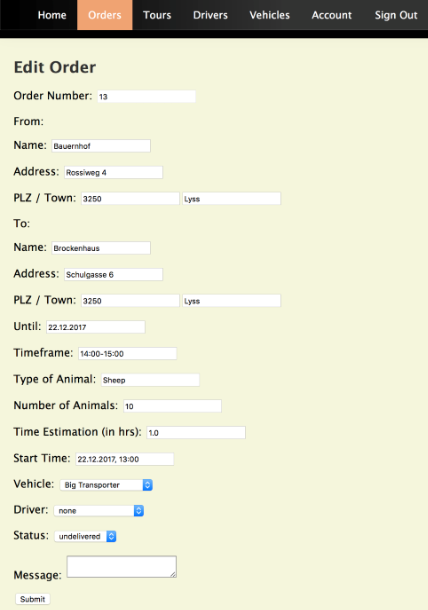 Home Orders Tours Drivers Vehicles Account Sign Out
Edit Order
Order Number: 13
From:
Name: Bauernhof
Address: Rossiweg 4
PLZ / Town: 3250 Lyss
To:
Name: Brockenhaus
Address: Schulgasse 6
PLZ / Town: 3250 Lyss
Until: 22.12.2017
Timeframe: 14:00-15:00
Type of Animal: Sheep
Number of Animals: 10
Time Estimation (in hrs): 1.0
Start Time: 22.12.2017, 13:00
Vehicle: Big Transporter
Driver: none
Status: undelivered
Message:
Submit